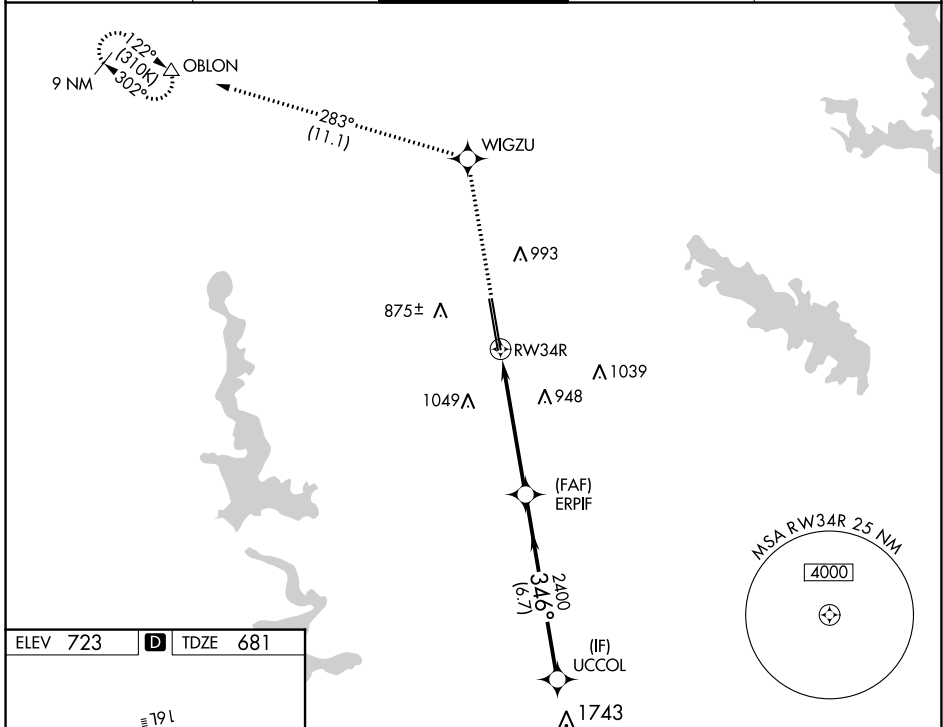 122°
(310K)
302°
9 NM
OBLON
283°
(11.1)
WIGZU
993
875±
RW34R
1039
1049
948
(FAF)
ERPIF
2400
346°
(6.7)
(IF)
UCCOL
1743
MSA RW34R 25 NM
4000
ELEV 723 D TDZE 681
16L